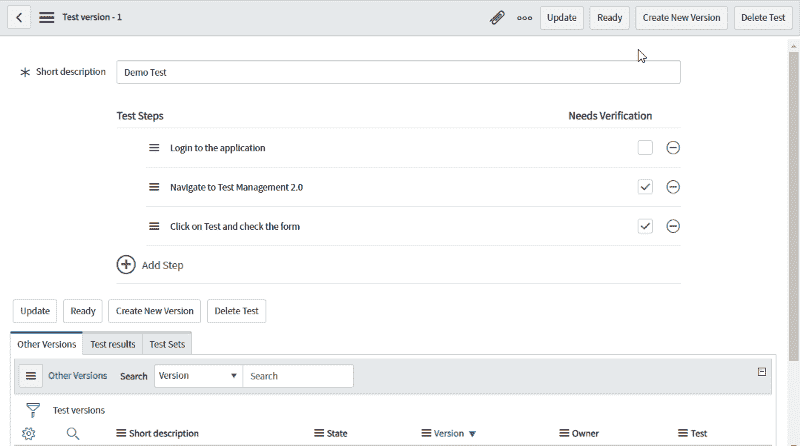 Test version - 1
Update Ready Create New Version Delete Test
Short description Demo Test
Test Steps Needs Verification
Login to the application
Navigate to Test Management 2.0
Click on Test and check the form
Add Step
Update Ready Create New Version Delete Test
Other Versions Test results Test Sets
Other Versions Search Version Search
Test versions
Short description State Version Owner Test